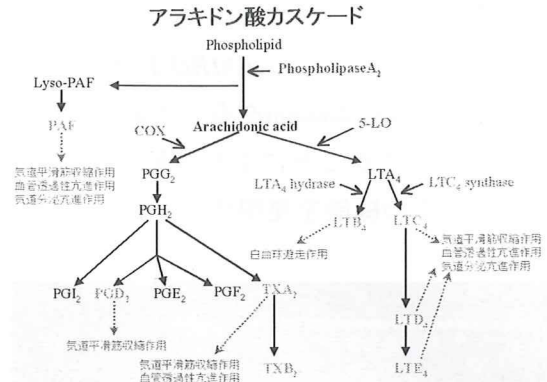 アラキドン酸カスケード
Phospholipid
PhospholipaseA₂
Lyso-PAF
PAF
COX
Arachidonic acid
5-LO
気道平滑筋収縮作用
血管透過性亢進作用
気道分泌亢進作用
PGG₂
LTA₄ hydrase
LTA₄
LTC₄ synthase
PGH₂
LTB₄
LTC₄
白血球遊走作用
気道平滑筋収縮作用
血管透過性亢進作用
気道分泌亢進作用
PGI₂
PGD₂
PGE₂
PGF₂
TXA₂
LTD₄
気道平滑筋収縮作用
気道平滑筋収縮作用
血管透過性亢進作用
TXB₂
LTE₄